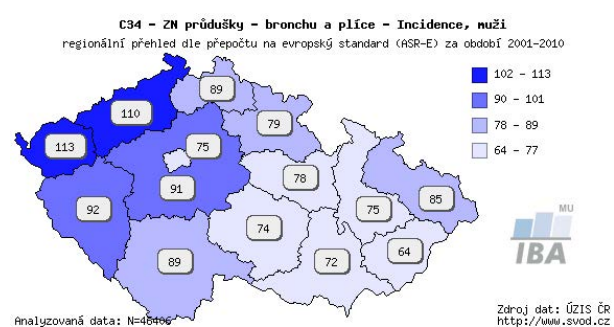 C34 - ZN průdušky - bronchu a plíce - Incidence, muži
regionální přehled dle přepočtu na evropský standard (ASR-E) za období 2001-2010
102 - 113
90 - 101
78 - 89
64 - 77
89
110
79
113
75
78
91
92
85
75
74
64
89
72
MU
IBA
Analyzovaná data: N=46406
Zdroj dat: ÚZIS ČR
http://www.svod.cz